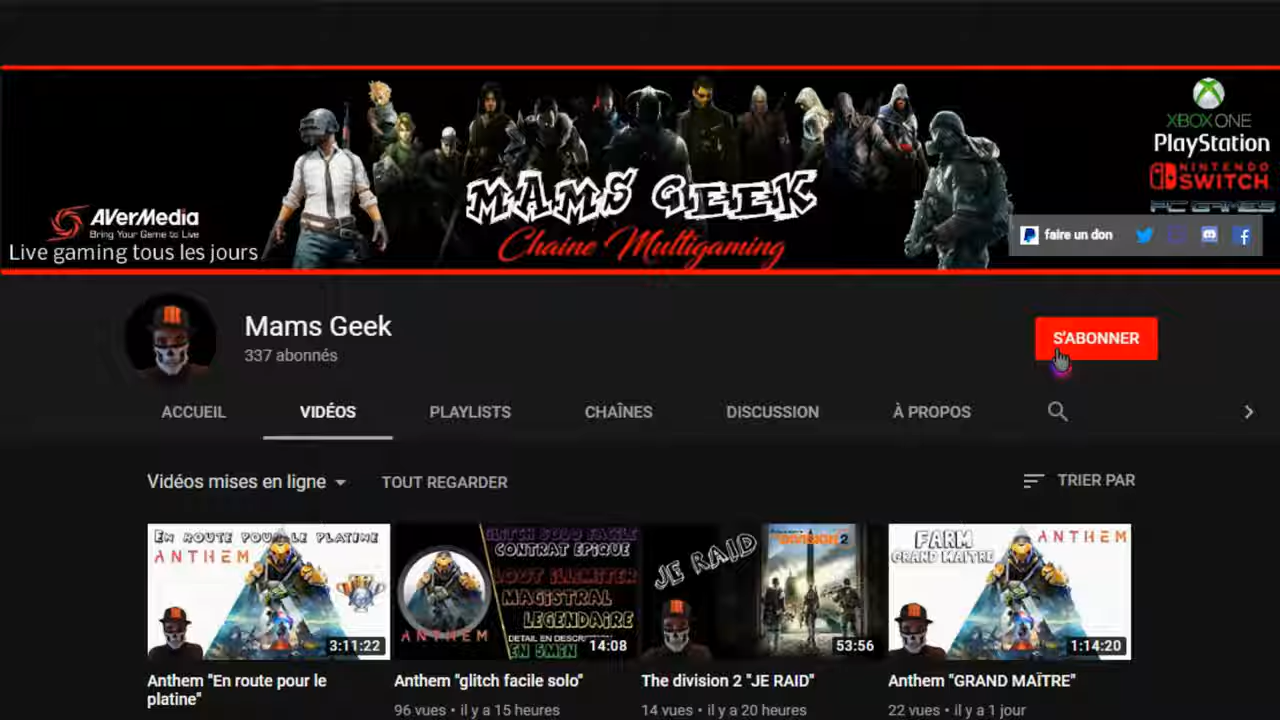 XBOX ONE
PlayStation
NINTENDO
SWITCH
PC GAMES
MAMS GEEK
Chaine Multigaming
AVerMedia
Bring Your Game to Live
Live gaming tous les jours
faire un don
Mams Geek
337 abonnés
S'ABONNER
ACCUEIL
VIDÉOS
PLAYLISTS
CHAÎNES
DISCUSSION
À PROPOS
Vidéos mises en ligne
TOUT REGARDER
TRIER PAR
EN ROUTE POUR LE PLATINE
ANTHEM
3:11:22
GLITCH SOLO FACILE
CONTRAT EPIQUE
LOUT ILLIMITER
MAGISTRAL
LEGENDAIRE
ANTHEM
EN 5MIN
14:08
JE RAID
DIVISION 2
53:56
FARM
GRAND MAÎTRE
ANTHEM
1:14:20
Anthem "En route pour le
platine"
Anthem "glitch facile solo"
96 vues • il y a 15 heures
The division 2 "JE RAID"
14 vues • il y a 20 heures
Anthem "GRAND MAÏTRE"
22 vues • il y a 1 jour